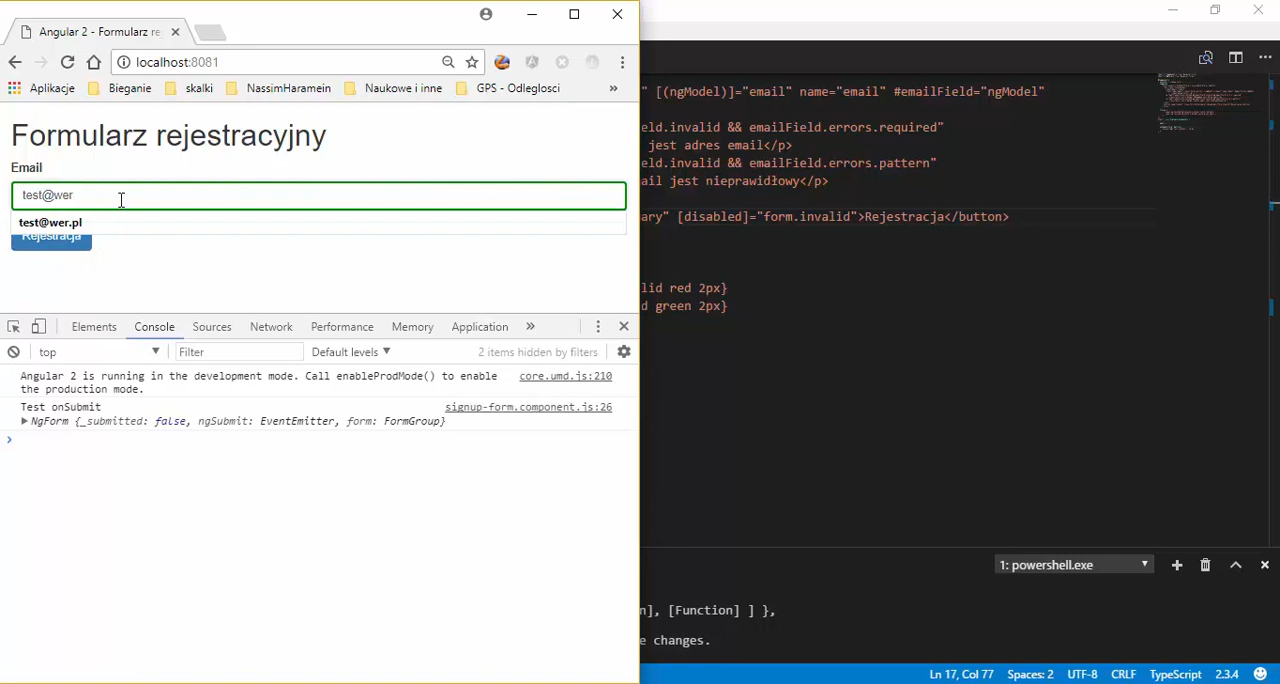 Angular 2 - Formularz re
localhost:8081
Aplikacje
Bieganie
skalki
NassimHaramein
Naukowe i inne
GPS - Odleglosci
»
Formularz rejestracyjny
Email
test@wer
test@wer.pl
Rejestracja
Elements
Console
Sources
Network
Performance
Memory
Application
»
top
Filter
Default levels
2 items hidden by filters
Angular 2 is running in the development mode. Call enableProdMode() to enable
the production mode.
core.umd.js:210
Test onSubmit
signup-form.component.js:26
NgForm {_submitted: false, ngSubmit: EventEmitter, form: FormGroup}
" [(ngModel)]="email" name="email" #emailField="ngModel"
eld.invalid && emailField.errors.required"
jest adres email</p>
eld.invalid && emailField.errors.pattern"
ail jest nieprawidłowy</p>
ary" [disabled]="form.invalid">Rejestracja</button>
lid red 2px}
d green 2px}
1: powershell.exe
n], [Function] ] },
e changes.
Ln 17, Col 77
Spaces: 2
UTF-8
CRLF
TypeScript
2.3.4